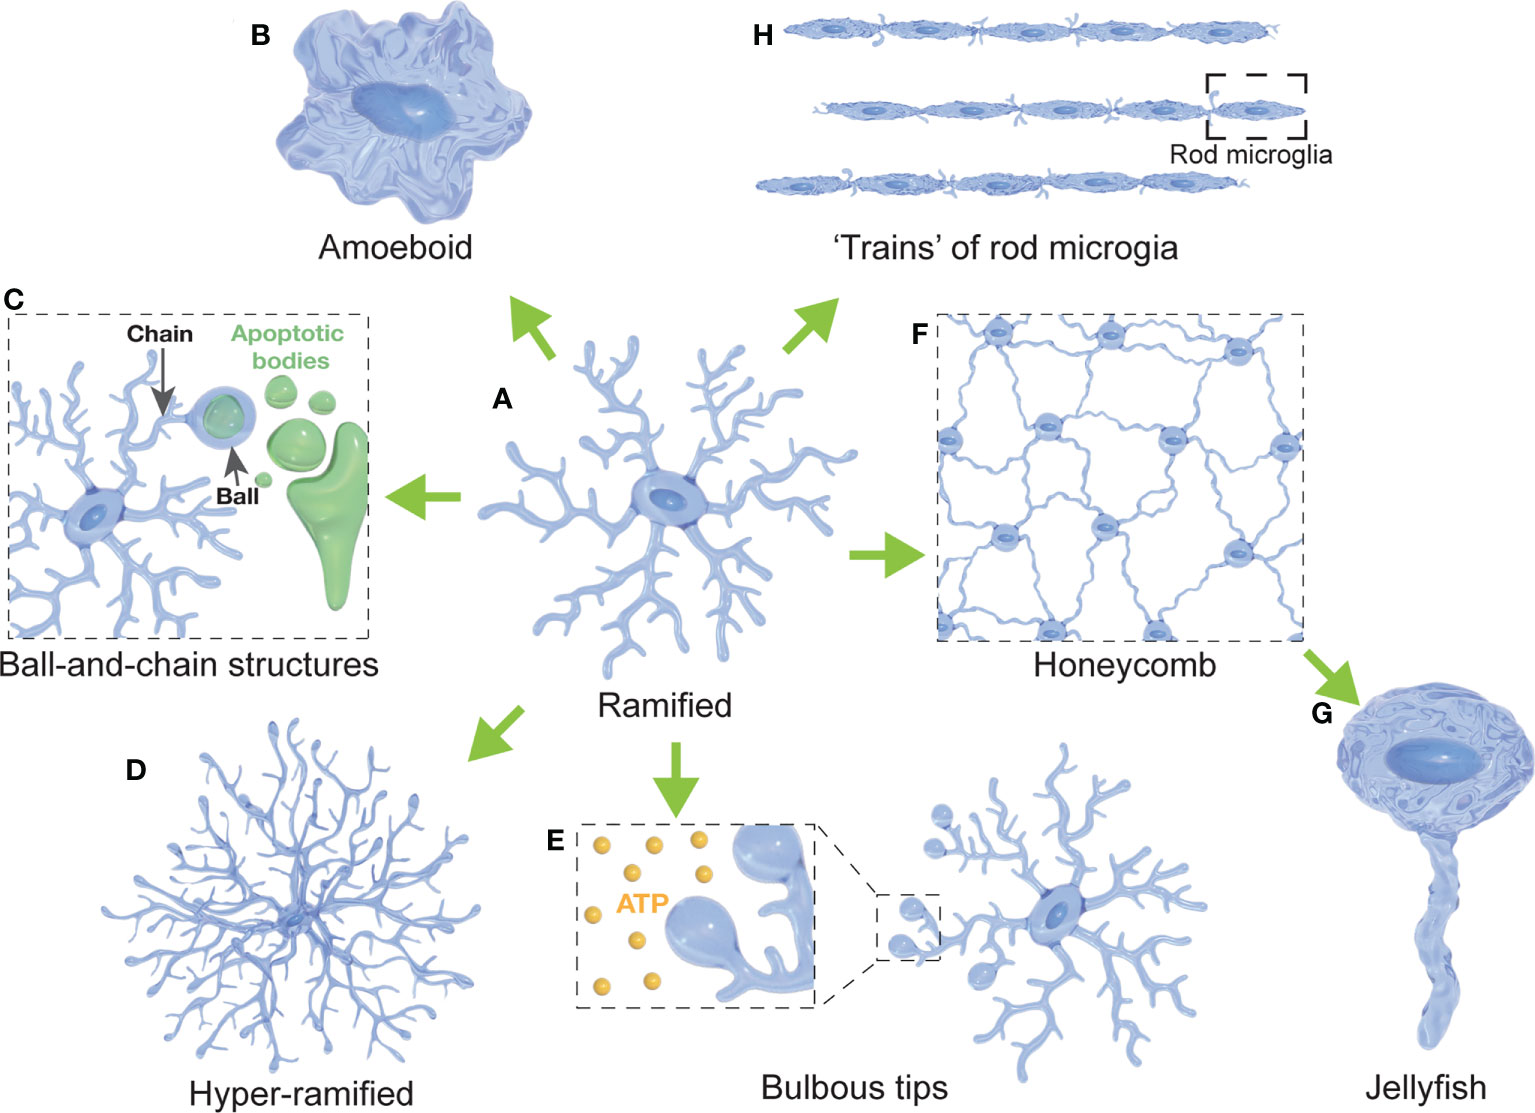 B
Amoeboid
H
Rod microglia
‘Trains’ of rod microgia
C
Chain
Apoptotic
bodies
Ball
Ball-and-chain structures
A
Ramified
F
Honeycomb
G
Jellyfish
D
Hyper-ramified
E
ATP
Bulbous tips